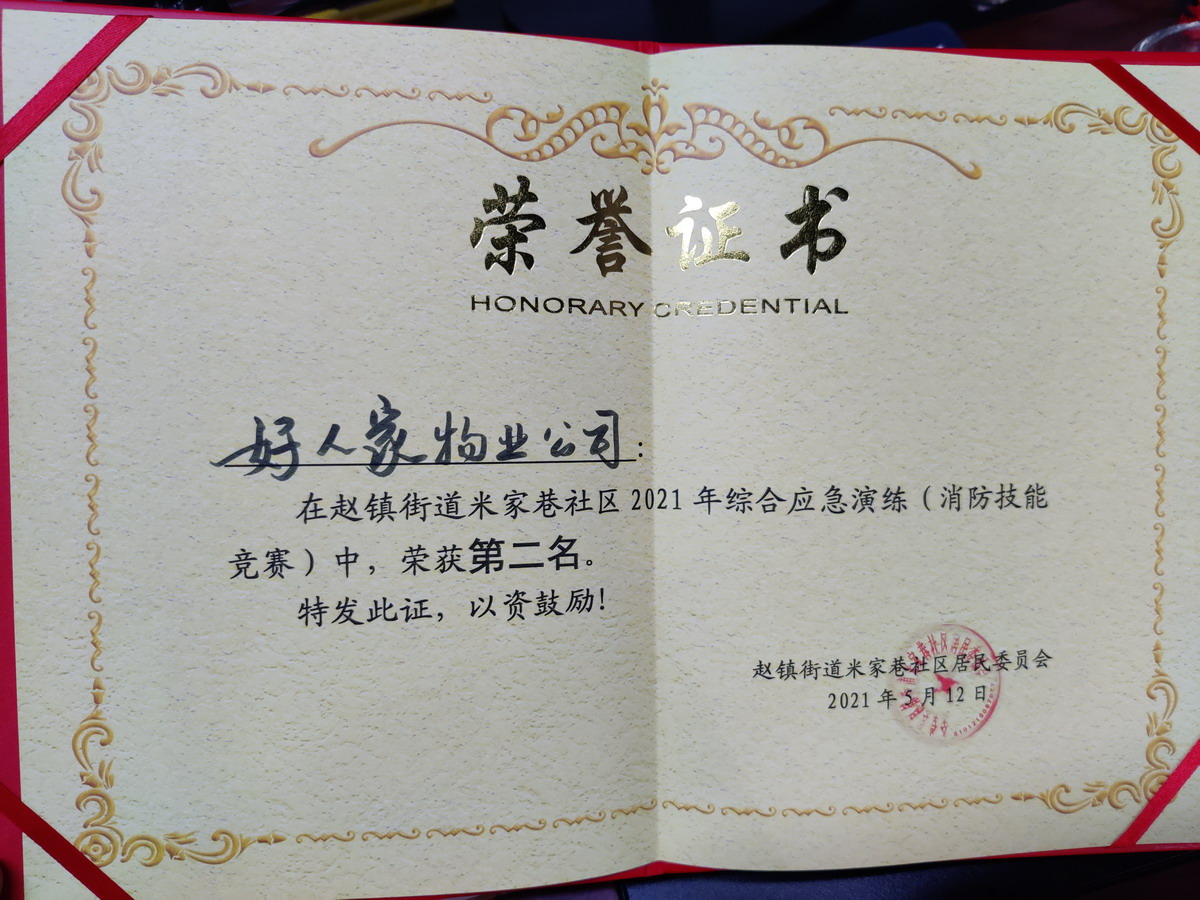 荣誉证书
HONORARY CREDENTIAL
好人家物业公司：
在赵镇街道米家巷社区2021年综合应急演练（消防技能
竞赛）中，荣获第二名。
特发此证，以资鼓励！
赵镇街道米家巷社区居民委员会
2021年5月12日